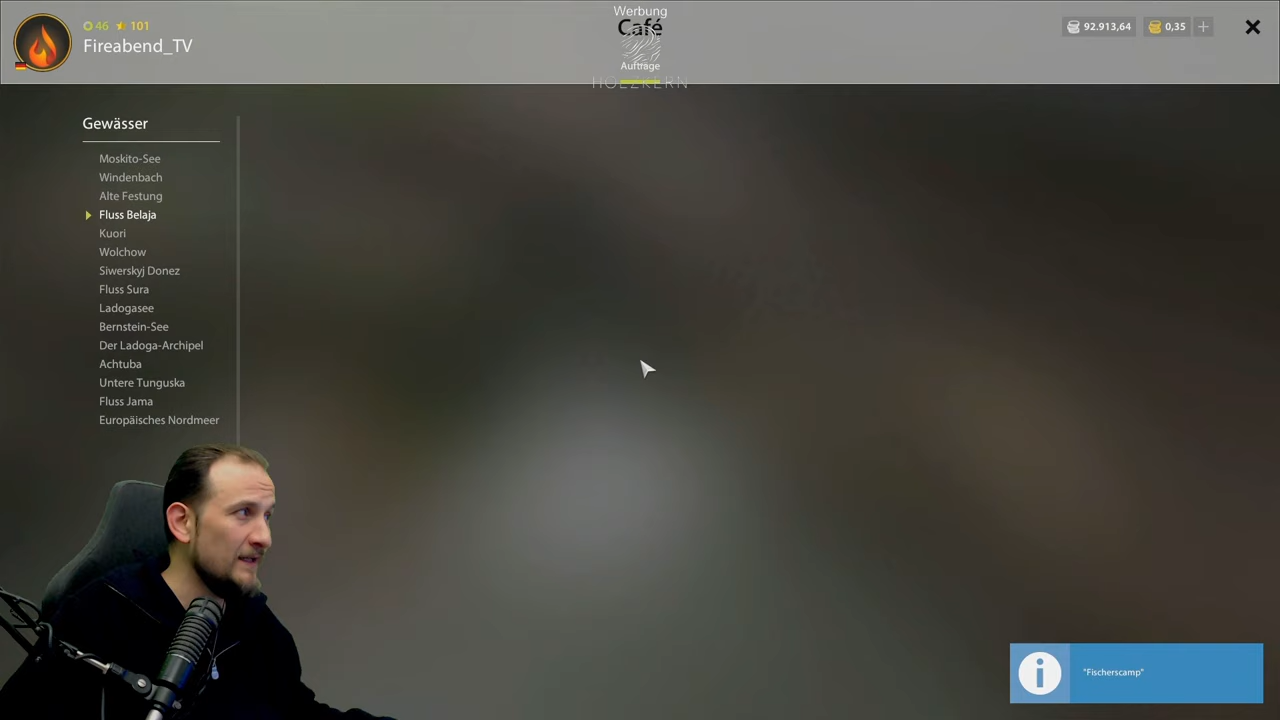 46 101
Fireabend_TV
Werbung
Café
Aufträge
HOLZKERN
92.913,64
0,35
Gewässer
Moskito-See
Windenbach
Alte Festung
Fluss Belaja
Kuori
Wolchow
Siwerskyj Donez
Fluss Sura
Ladogasee
Bernstein-See
Der Ladoga-Archipel
Achtuba
Untere Tunguska
Fluss Jama
Europäisches Nordmeer
"Fischerscamp"